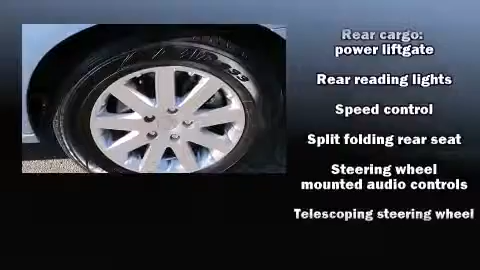 Rear cargo:
power liftgate
Rear reading lights
Speed control
Split folding rear seat
Steering wheel
mounted audio controls
Telescoping steering wheel